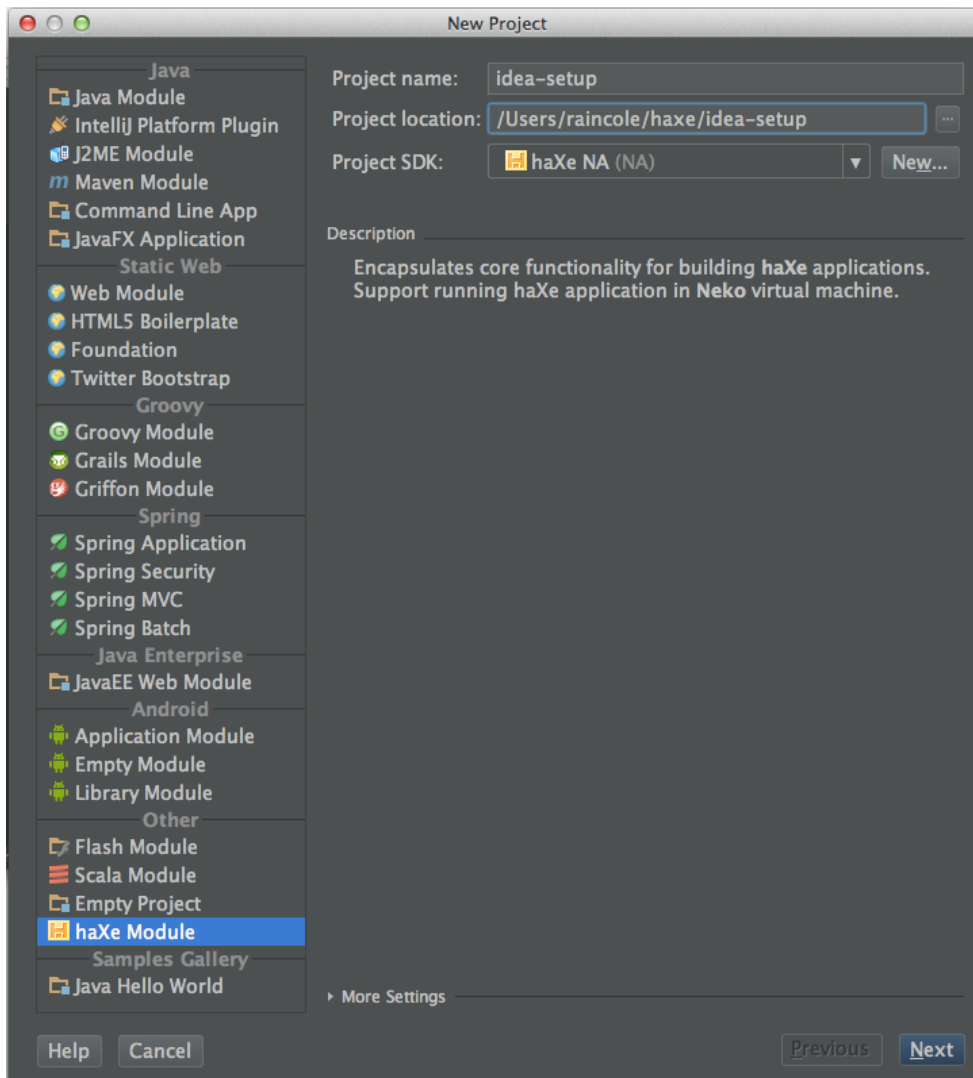 New Project
Java
Java Module
IntelliJ Platform Plugin
J2ME Module
Maven Module
Command Line App
JavaFX Application
Static Web
Web Module
HTML5 Boilerplate
Foundation
Twitter Bootstrap
Groovy
Groovy Module
Grails Module
Griffon Module
Spring
Spring Application
Spring Security
Spring MVC
Spring Batch
Java Enterprise
JavaEE Web Module
Android
Application Module
Empty Module
Library Module
Other
Flash Module
Scala Module
Empty Project
haXe Module
Samples Gallery
Java Hello World
Project name: idea-setup
Project location: /Users/raincole/haxe/idea-setup ...
Project SDK: haXe NA (NA) New...
Description
Encapsulates core functionality for building haXe applications.
Support running haXe application in Neko virtual machine.
More Settings
Help Cancel Previous Next